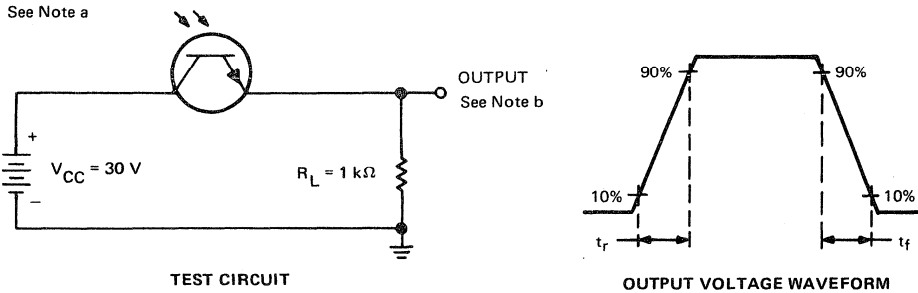 See Note a
OUTPUT
See Note b
+
V_CC = 30 V
−
R_L = 1 kΩ
TEST CIRCUIT
90%
90%
10%
10%
t_r
t_f
OUTPUT VOLTAGE WAVEFORM